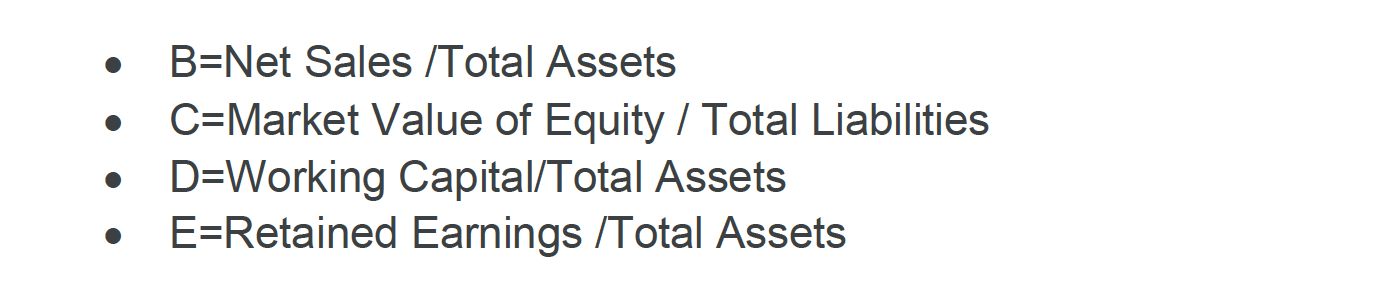 • B=Net Sales /Total Assets
• C=Market Value of Equity / Total Liabilities
• D=Working Capital/Total Assets
• E=Retained Earnings /Total Assets